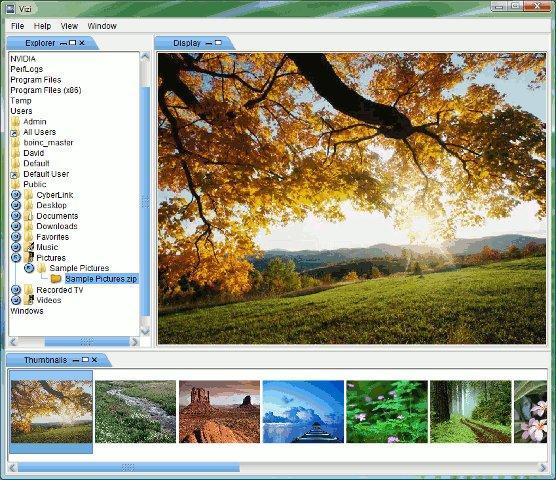 Vizi
File Help View Window
Explorer
Display
NVIDIA
PerfLogs
Program Files
Program Files (x86)
Temp
Users
Admin
All Users
boinc_master
David
Default
Default User
Public
CyberLink
Desktop
Documents
Downloads
Favorites
Music
Pictures
Sample Pictures
Sample Pictures.zip
Recorded TV
Videos
Windows
Thumbnails